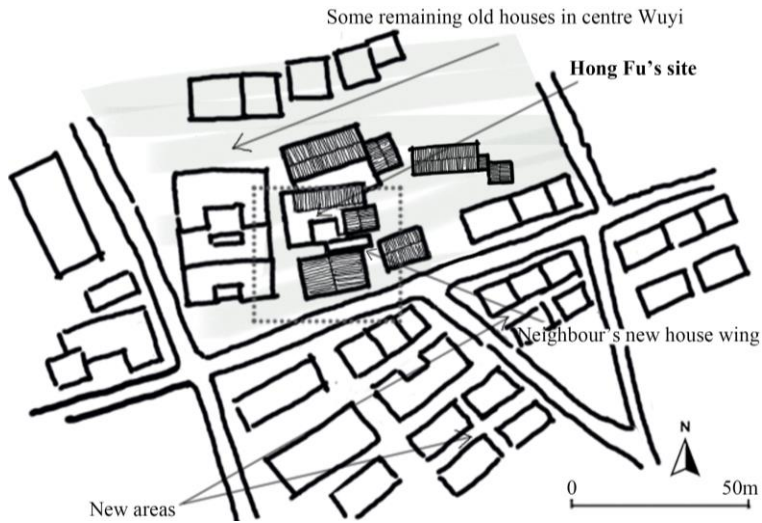 Some remaining old houses in centre Wuyi
Hong Fu's site
Neighbour's new house wing
N
0 50m
New areas